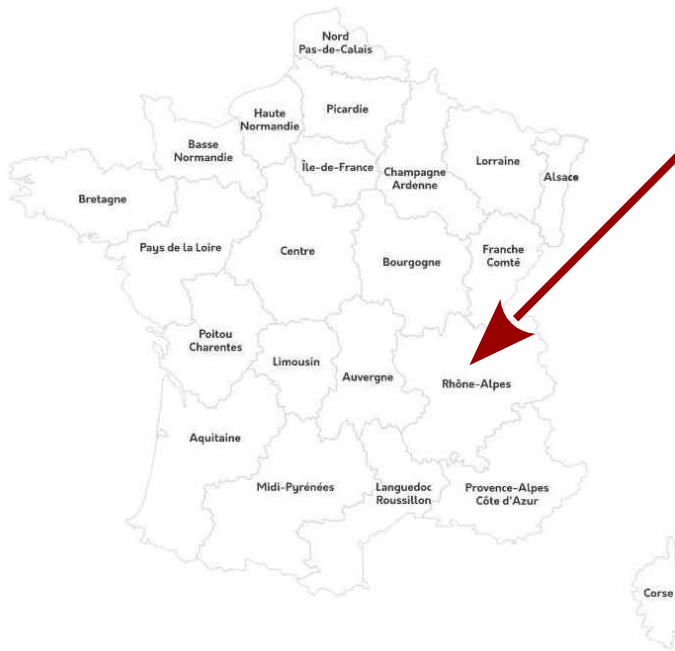 Nord
Pas-de-Calais
Picardie
Haute
Normandie
Basse
Normandie
Île-de-France
Champagne
Ardenne
Lorraine
Alsace
Bretagne
Pays de la Loire
Centre
Bourgogne
Franche
Comté
Poitou
Charentes
Limousin
Auvergne
Rhône-Alpes
Aquitaine
Midi-Pyrénées
Languedoc
Roussillon
Provence-Alpes
Côte d'Azur
Corse